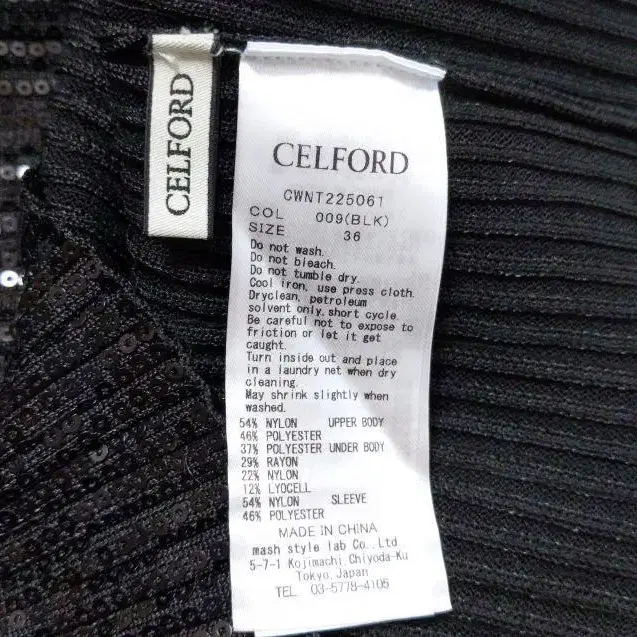 CELFORD
CELFORD
CWNT225061
COL 009(BLK)
SIZE 36
Do not wash.
Do not bleach.
Do not tumble dry.
Cool iron, use press cloth.
Dryclean, petroleum
solvent only, short cycle.
Be careful not to expose to
friction or let it get
caught.
Turn inside out and place
in a laundry net when dry
cleaning.
May shrink slightly when
washed.
54% NYLON UPPER BODY
46% POLYESTER
37% POLYESTER UNDER BODY
29% RAYON
22% NYLON
12% LYOCELL
54% NYLON SLEEVE
46% POLYESTER
MADE IN CHINA
mash style lab Co., Ltd.
5-7-1 Kojimachi, Chiyoda-Ku
Tokyo, Japan
TEL 03-5778-4105